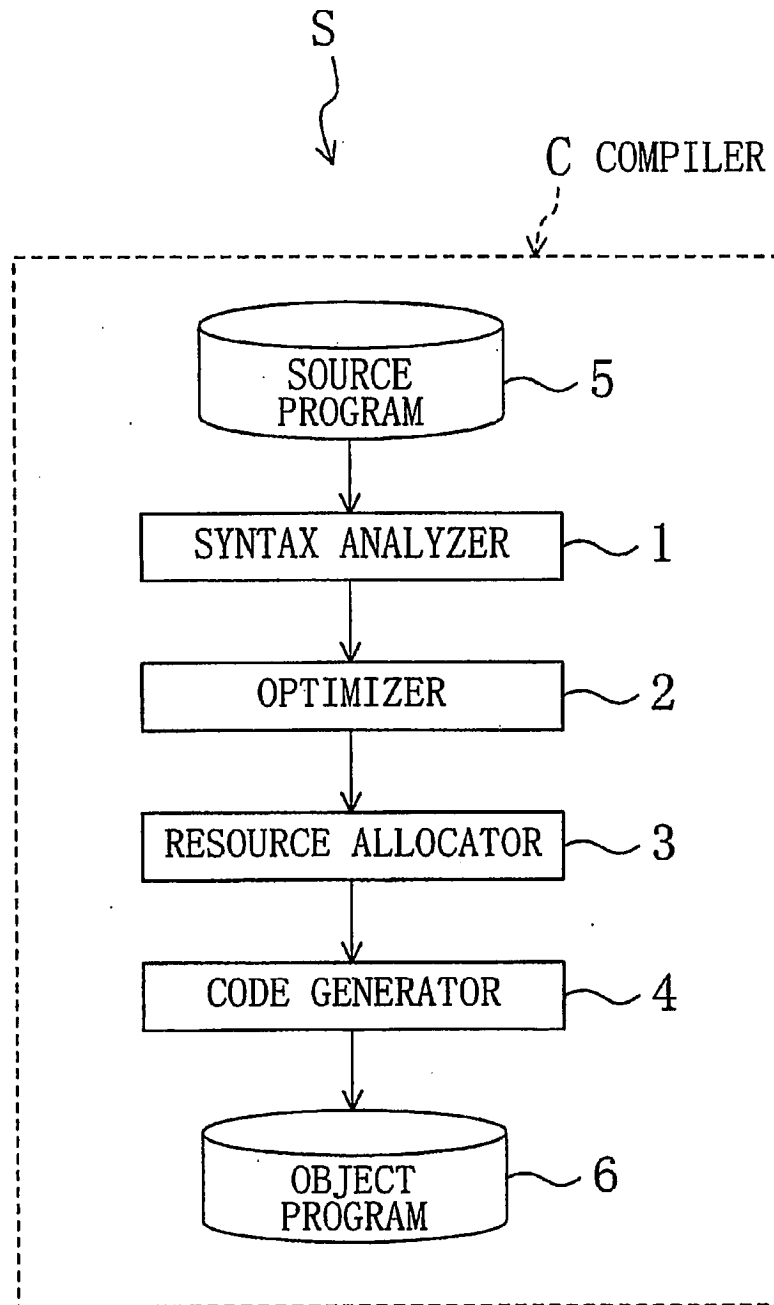 S
C COMPILER
SOURCE
PROGRAM
5
SYNTAX ANALYZER
1
OPTIMIZER
2
RESOURCE ALLOCATOR
3
CODE GENERATOR
4
OBJECT
PROGRAM
6